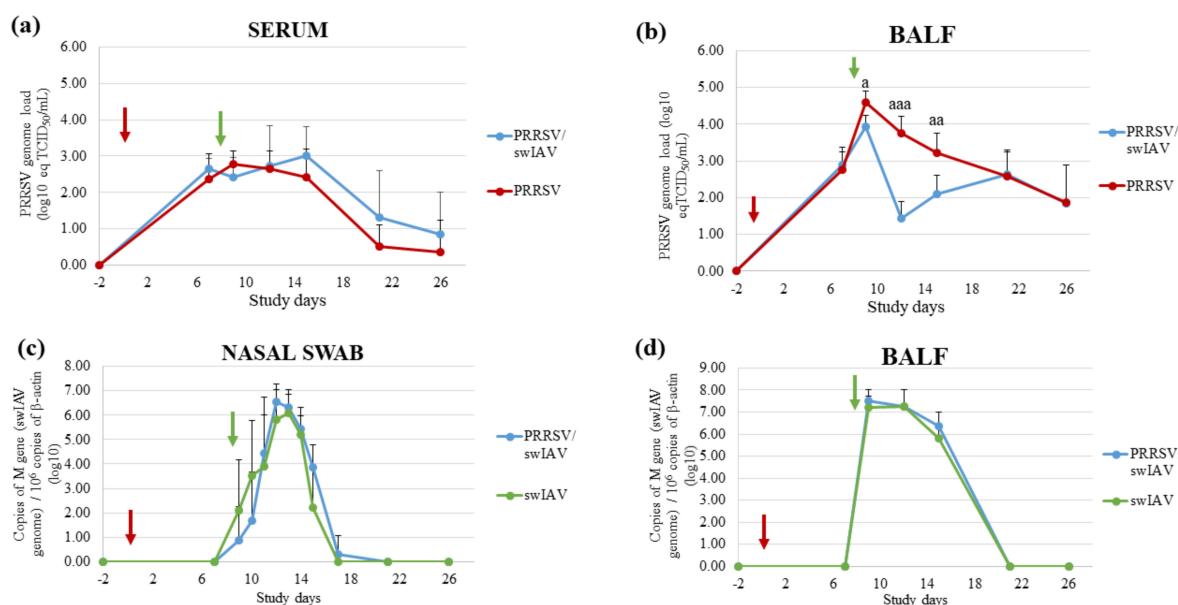 (a)
SERUM
PRRSV genome load
(log10 eq TCID50/mL)
6.00
5.00
4.00
3.00
2.00
1.00
0.00
-2 2 6 10 14 18 22 26
Study days
PRRSV/
swIAV
PRRSV
(b)
BALF
PRRSV genome load (log10
eqTCID50/mL)
6.00
5.00
4.00
3.00
2.00
1.00
0.00
a
aaa
aa
-2 2 6 10 14 18 22 26
Study days
PRRSV/
swIAV
PRRSV
(c)
NASAL SWAB
Copies of M gene (swIAV
genome) / 10⁶ copies of β-actin
(log10)
8.00
7.00
6.00
5.00
4.00
3.00
2.00
1.00
0.00
-2 2 6 10 14 18 22 26
Study days
PRRSV/
swIAV
swIAV
(d)
BALF
Copies of M gene (swIAV
genome) / 10⁶ copies of β-actin
(log10)
9.00
8.00
7.00
6.00
5.00
4.00
3.00
2.00
1.00
0.00
-2 2 6 10 14 18 22 26
Study days
PRRSV/
swIAV
swIAV